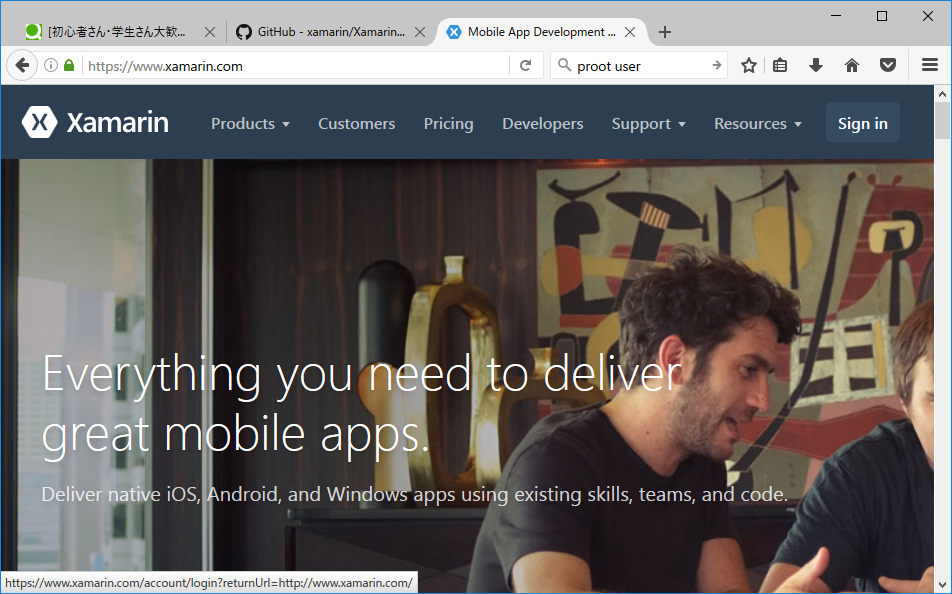 [初心者さん・学生さん大歓...
GitHub - xamarin/Xamarin...
Mobile App Development ...
https://www.xamarin.com
proot user
Xamarin
Products
Customers
Pricing
Developers
Support
Resources
Sign in
Everything you need to deliver
great mobile apps.
Deliver native iOS, Android, and Windows apps using existing skills, teams, and code.
https://www.xamarin.com/account/login?returnUrl=http://www.xamarin.com/